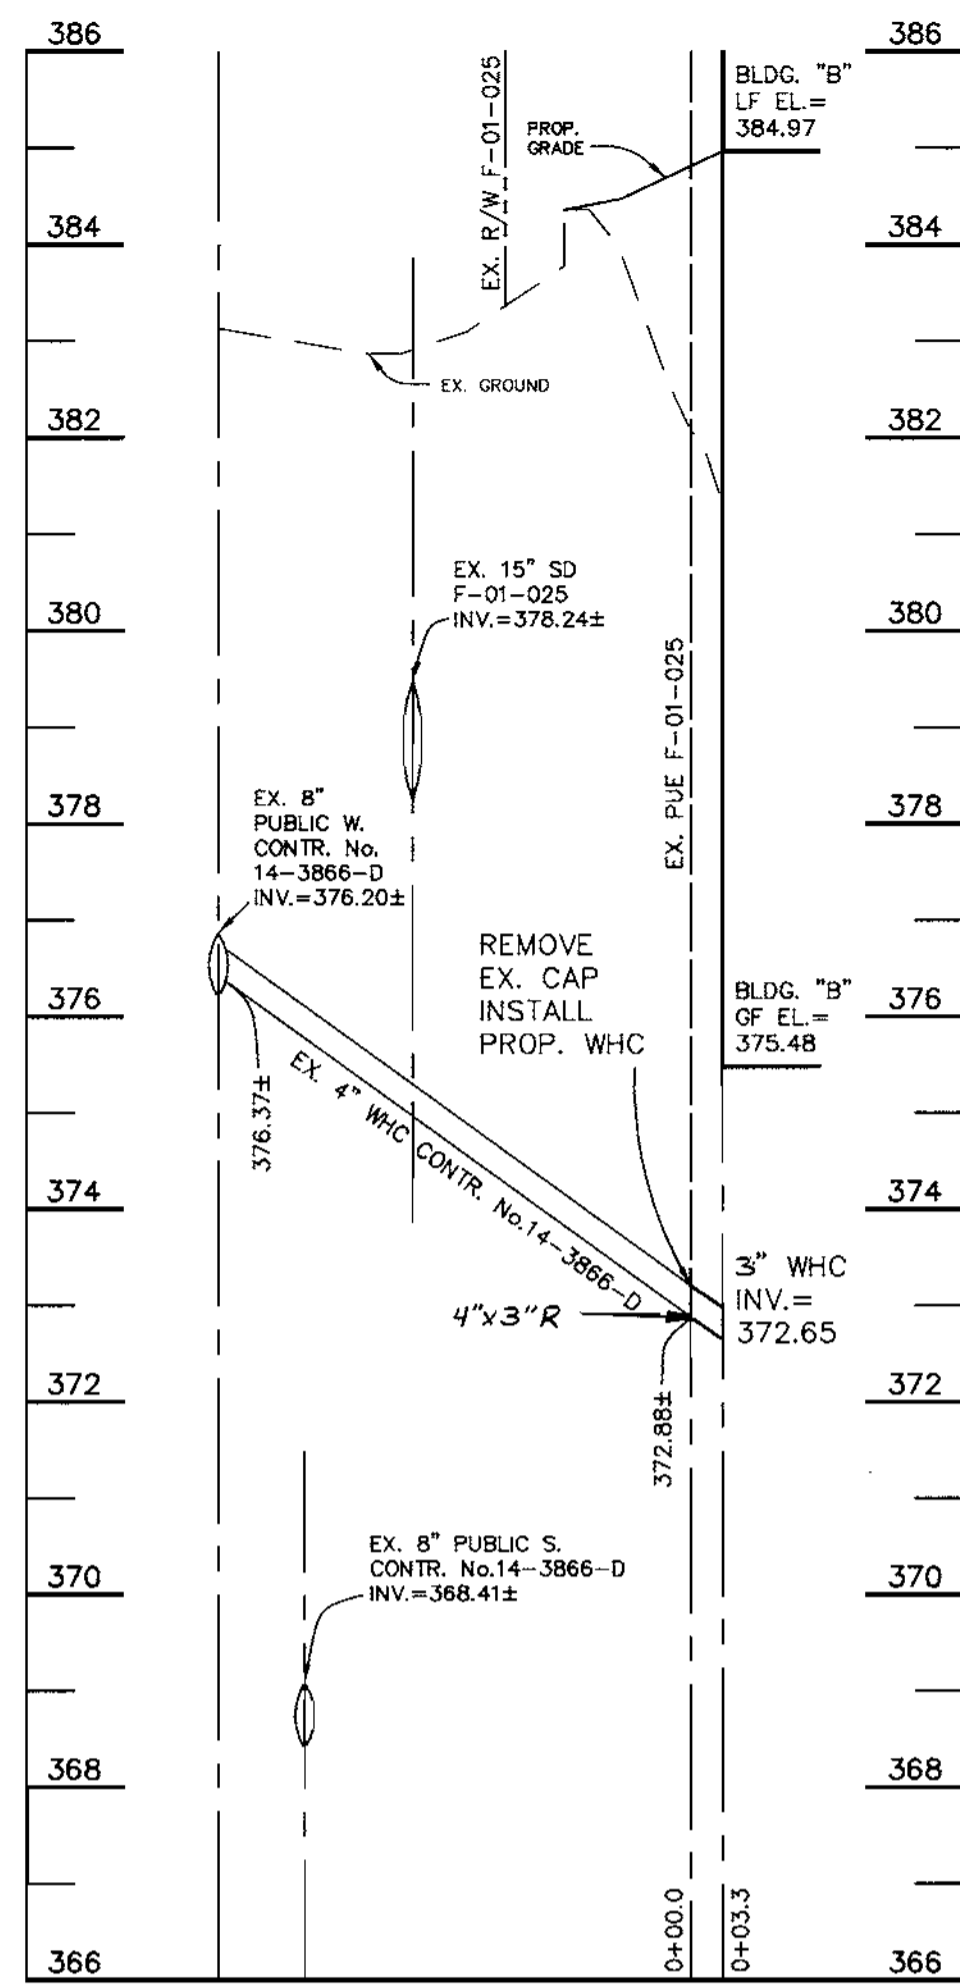 386
386
BLDG. "B"
LF EL.=
384.97
EX. R/W F-01-025
PROP.
GRADE
384
384
EX. GROUND
382
382
EX. 15" SD
F-01-025
INV.=378.24±
380
380
EX. PUE F-01-025
378
378
EX. 8"
PUBLIC W.
CONTR. No.
14-3866-D
INV.=376.20±
REMOVE
EX. CAP
INSTALL
PROP. WHC
376
376
BLDG. "B"
GF EL.=
375.48
376.37±
EX. 4" WHC CONTR. No.14-3866-D
374
374
3" WHC
INV.=
372.65
4"x3"R
372.88±
372
372
EX. 8" PUBLIC S.
CONTR. No.14-3866-D
INV.=368.41±
370
370
368
368
0+00.0
0+03.3
366
366